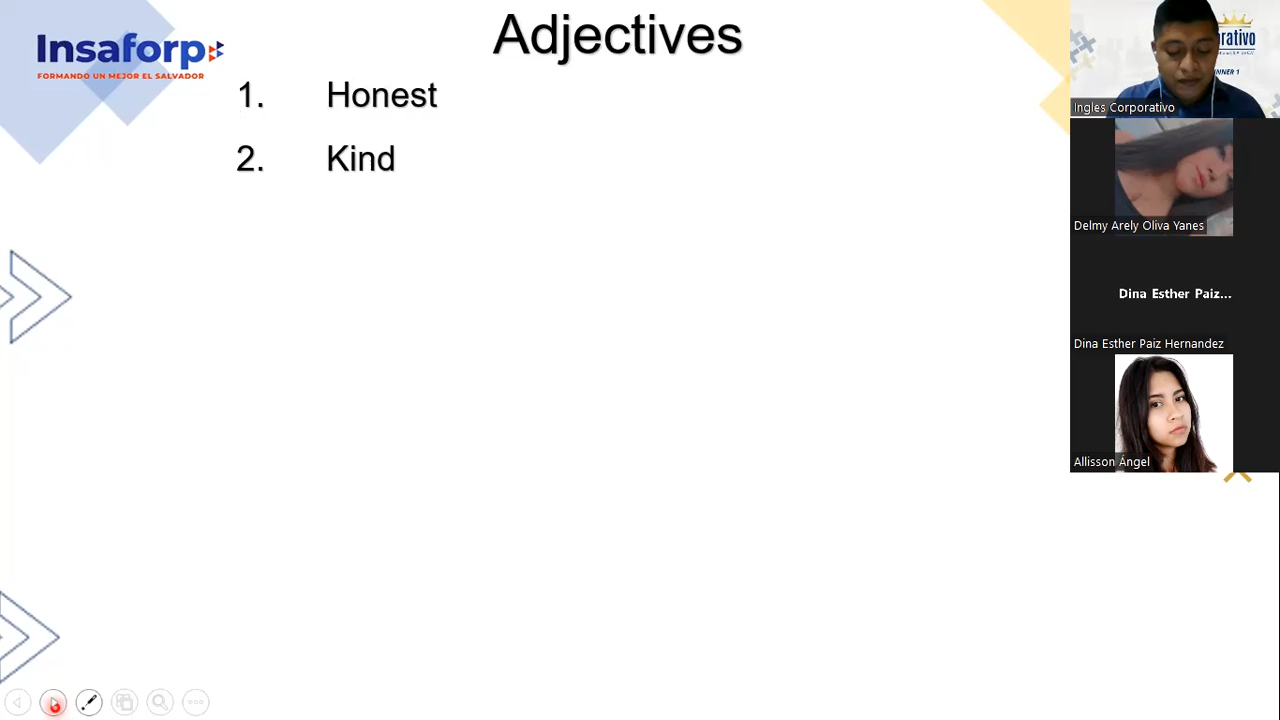 Adjectives
Insaforp
FORMANDO UN MEJOR EL SALVADOR
1. Honest
2. Kind
Ingles Corporativo
Delmy Arely Oliva Yanes
Dina Esther Paiz...
Dina Esther Paiz Hernandez
Allisson Ángel